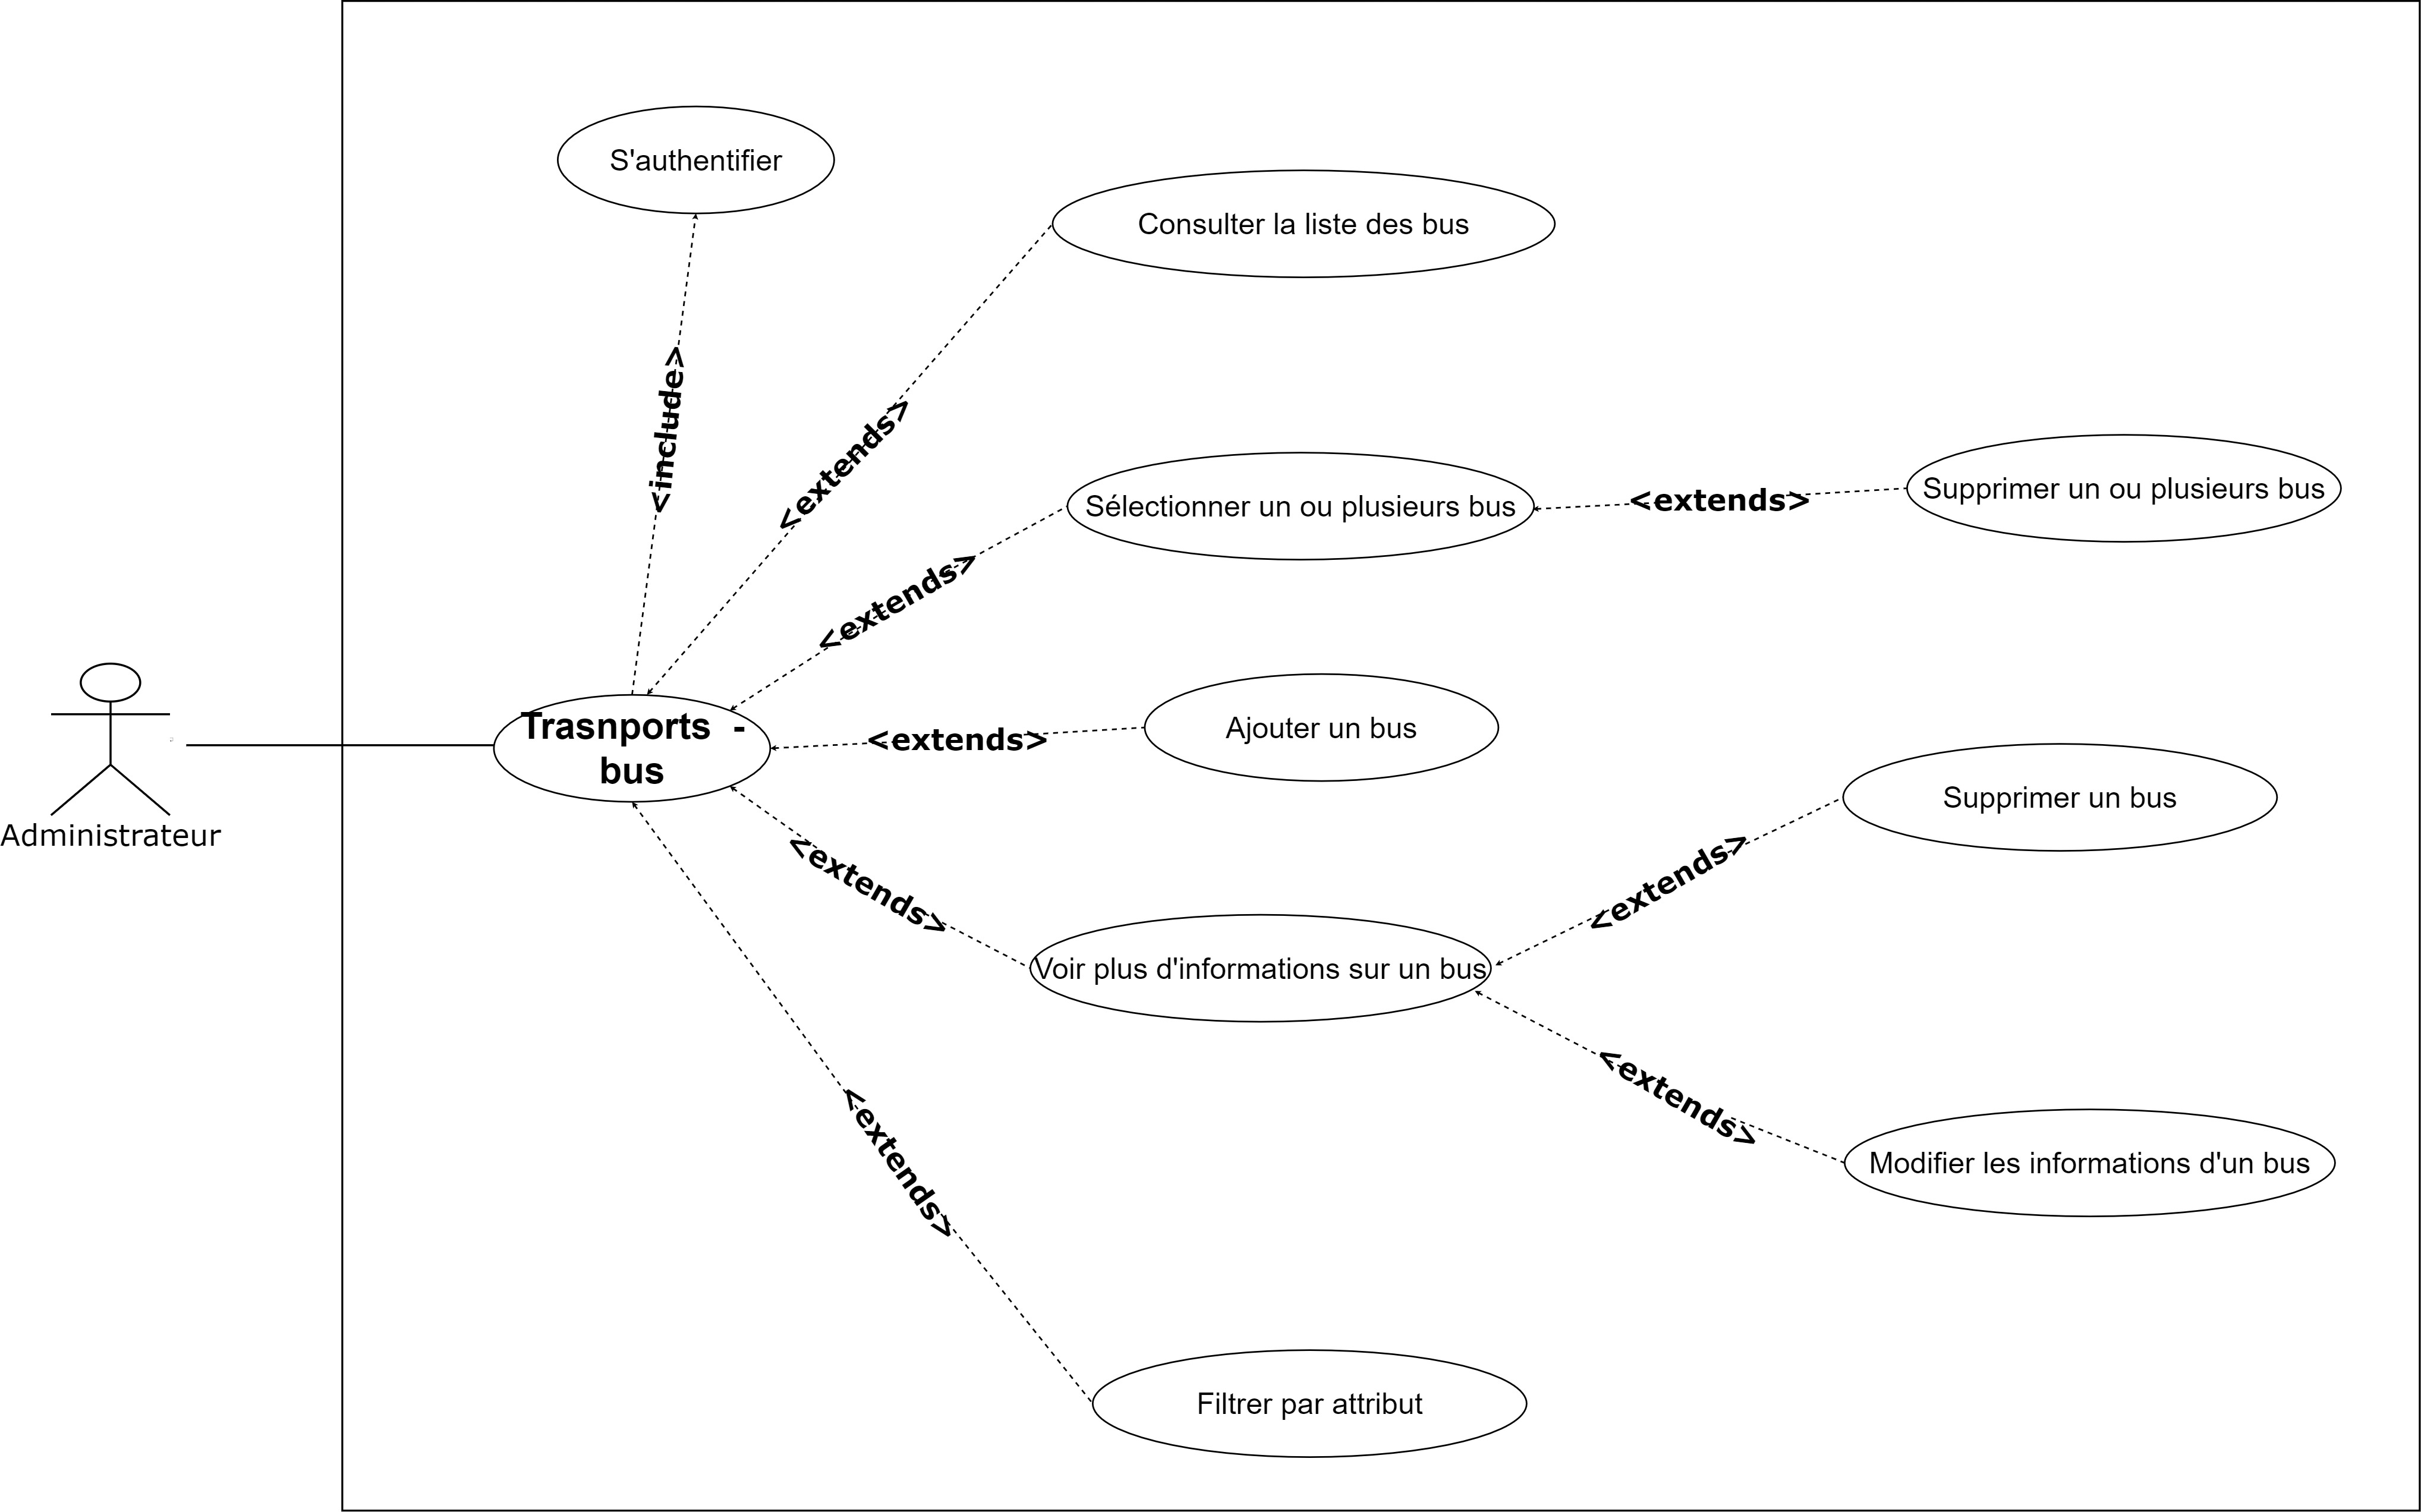 S'authentifier
Consulter la liste des bus
<include>
<extends>
Sélectionner un ou plusieurs bus
<extends>
Supprimer un ou plusieurs bus
<extends>
Trasnports -
bus
<extends>
Ajouter un bus
Administrateur
<extends>
Voir plus d'informations sur un bus
<extends>
Supprimer un bus
<extends>
Modifier les informations d'un bus
<extends>
Filtrer par attribut